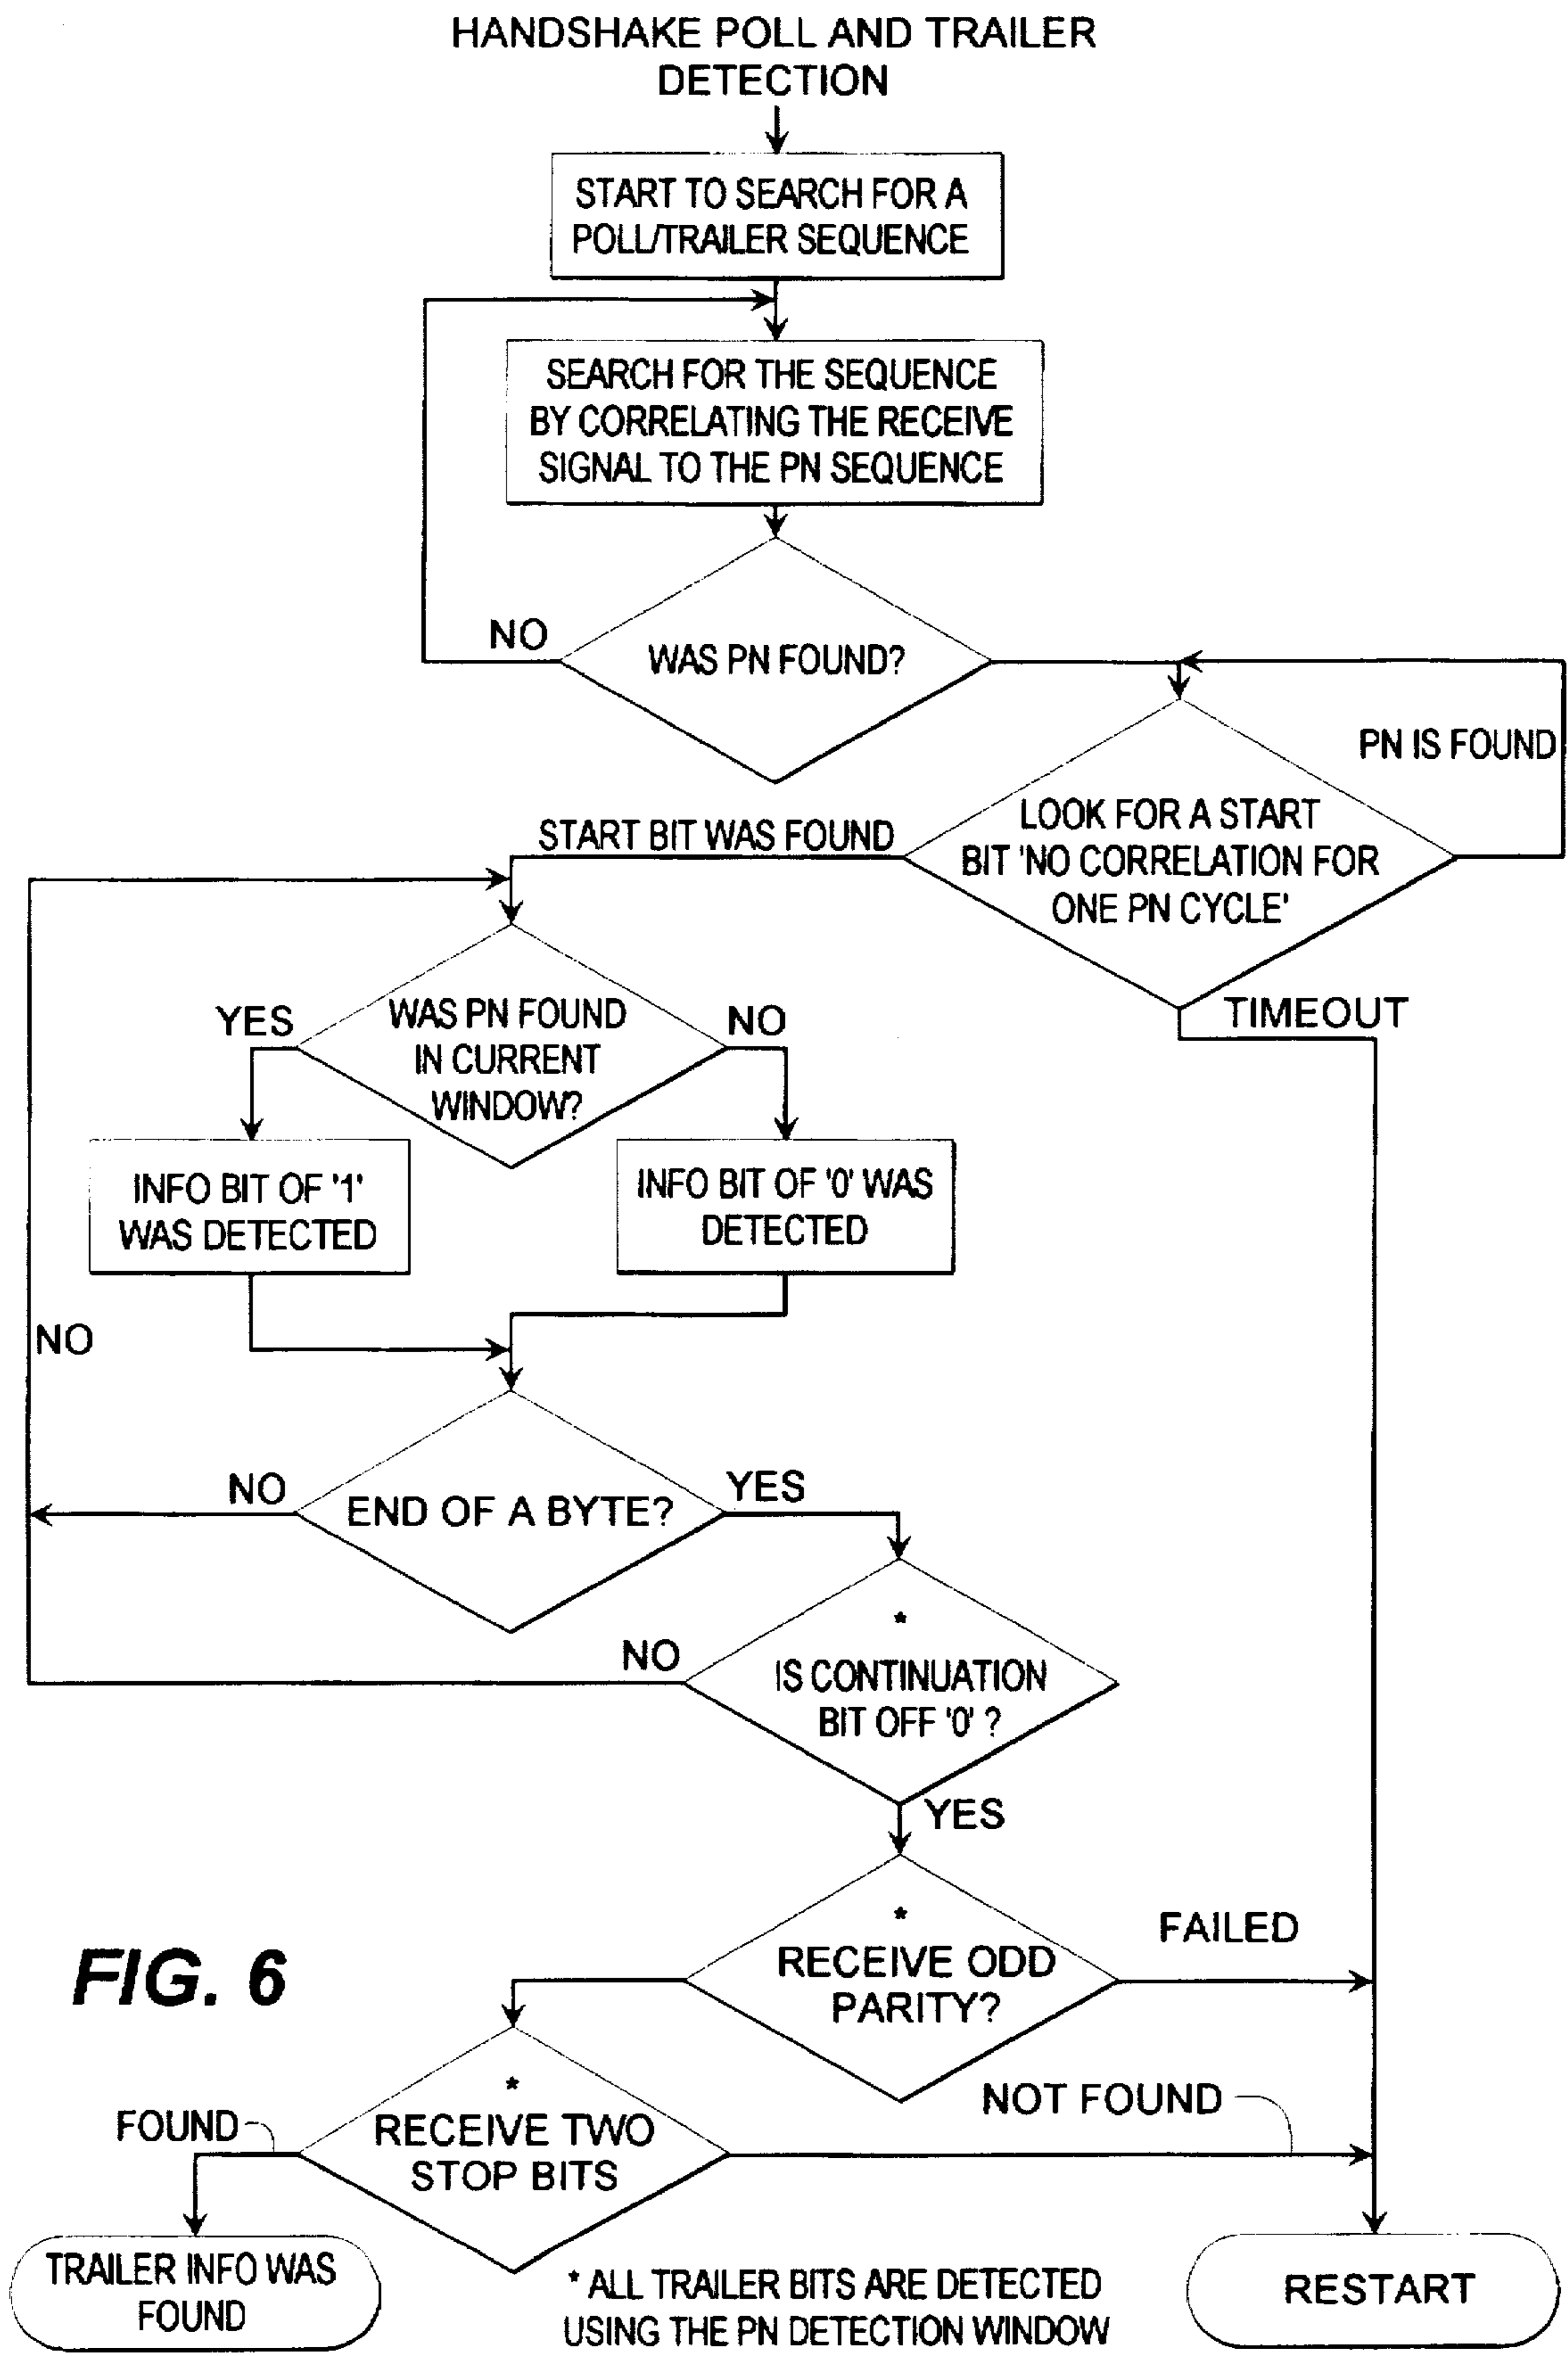 HANDSHAKE POLL AND TRAILER
DETECTION
START TO SEARCH FOR A
POLL/TRAILER SEQUENCE
SEARCH FOR THE SEQUENCE
BY CORRELATING THE RECEIVE
SIGNAL TO THE PN SEQUENCE
NO
WAS PN FOUND?
PN IS FOUND
LOOK FOR A START
BIT 'NO CORRELATION FOR
ONE PN CYCLE'
START BIT WAS FOUND
TIMEOUT
WAS PN FOUND
IN CURRENT
WINDOW?
YES
NO
INFO BIT OF '1'
WAS DETECTED
INFO BIT OF '0' WAS
DETECTED
NO
END OF A BYTE?
NO
YES
*
IS CONTINUATION
BIT OFF '0' ?
NO
YES
*
RECEIVE ODD
PARITY?
FAILED
FIG. 6
*
RECEIVE TWO
STOP BITS
FOUND
NOT FOUND
TRAILER INFO WAS
FOUND
* ALL TRAILER BITS ARE DETECTED
USING THE PN DETECTION WINDOW
RESTART